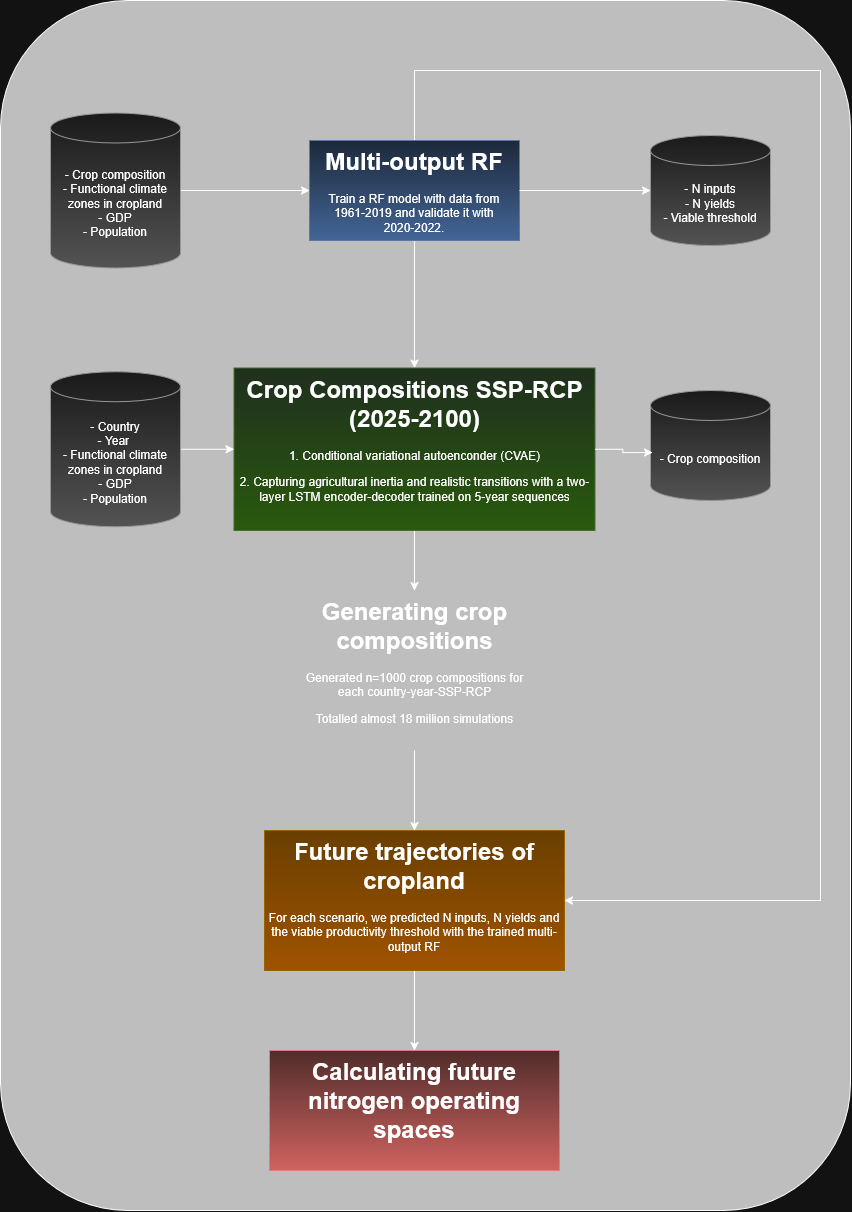 Multi-output RF
Train a RF model with data from
1961-2019 and validate it with
2020-2022.
- Crop composition
- Functional climate
zones in cropland
- GDP
- Population
- N inputs
- N yields
- Viable threshold
Crop Compositions SSP-RCP
(2025-2100)
1. Conditional variational autoenconder (CVAE)
2. Capturing agricultural inertia and realistic transitions with a two-
layer LSTM encoder-decoder trained on 5-year sequences
- Country
- Year
- Functional climate
zones in cropland
- GDP
- Population
- Crop composition
Generating crop
compositions
Generated n=1000 crop compositions for
each country-year-SSP-RCP
Totalled almost 18 million simulations
Future trajectories of
cropland
For each scenario, we predicted N inputs, N yields and
the viable productivity threshold with the trained multi-
output RF
Calculating future
nitrogen operating
spaces